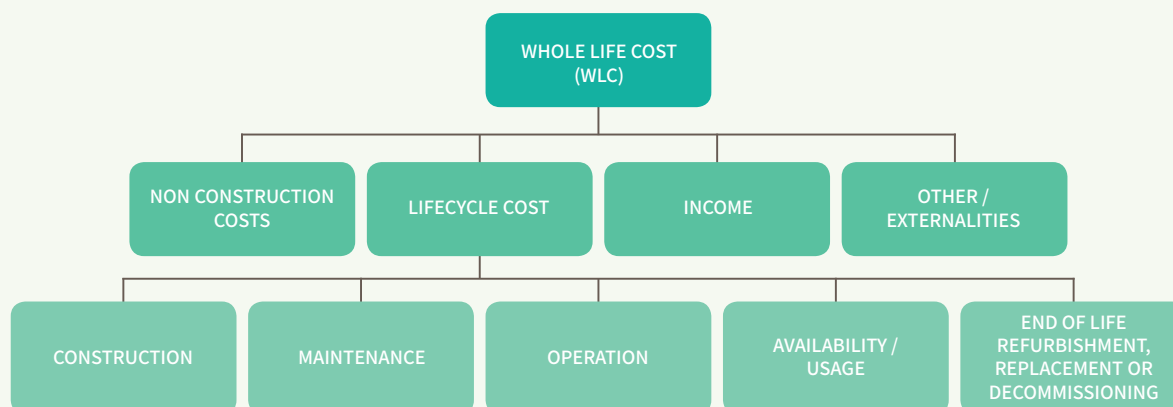 WHOLE LIFE COST
(WLC)
NON CONSTRUCTION
COSTS
LIFECYCLE COST
INCOME
OTHER /
EXTERNALITIES
CONSTRUCTION
MAINTENANCE
OPERATION
AVAILABILITY /
USAGE
END OF LIFE
REFURBISHMENT,
REPLACEMENT OR
DECOMMISSIONING